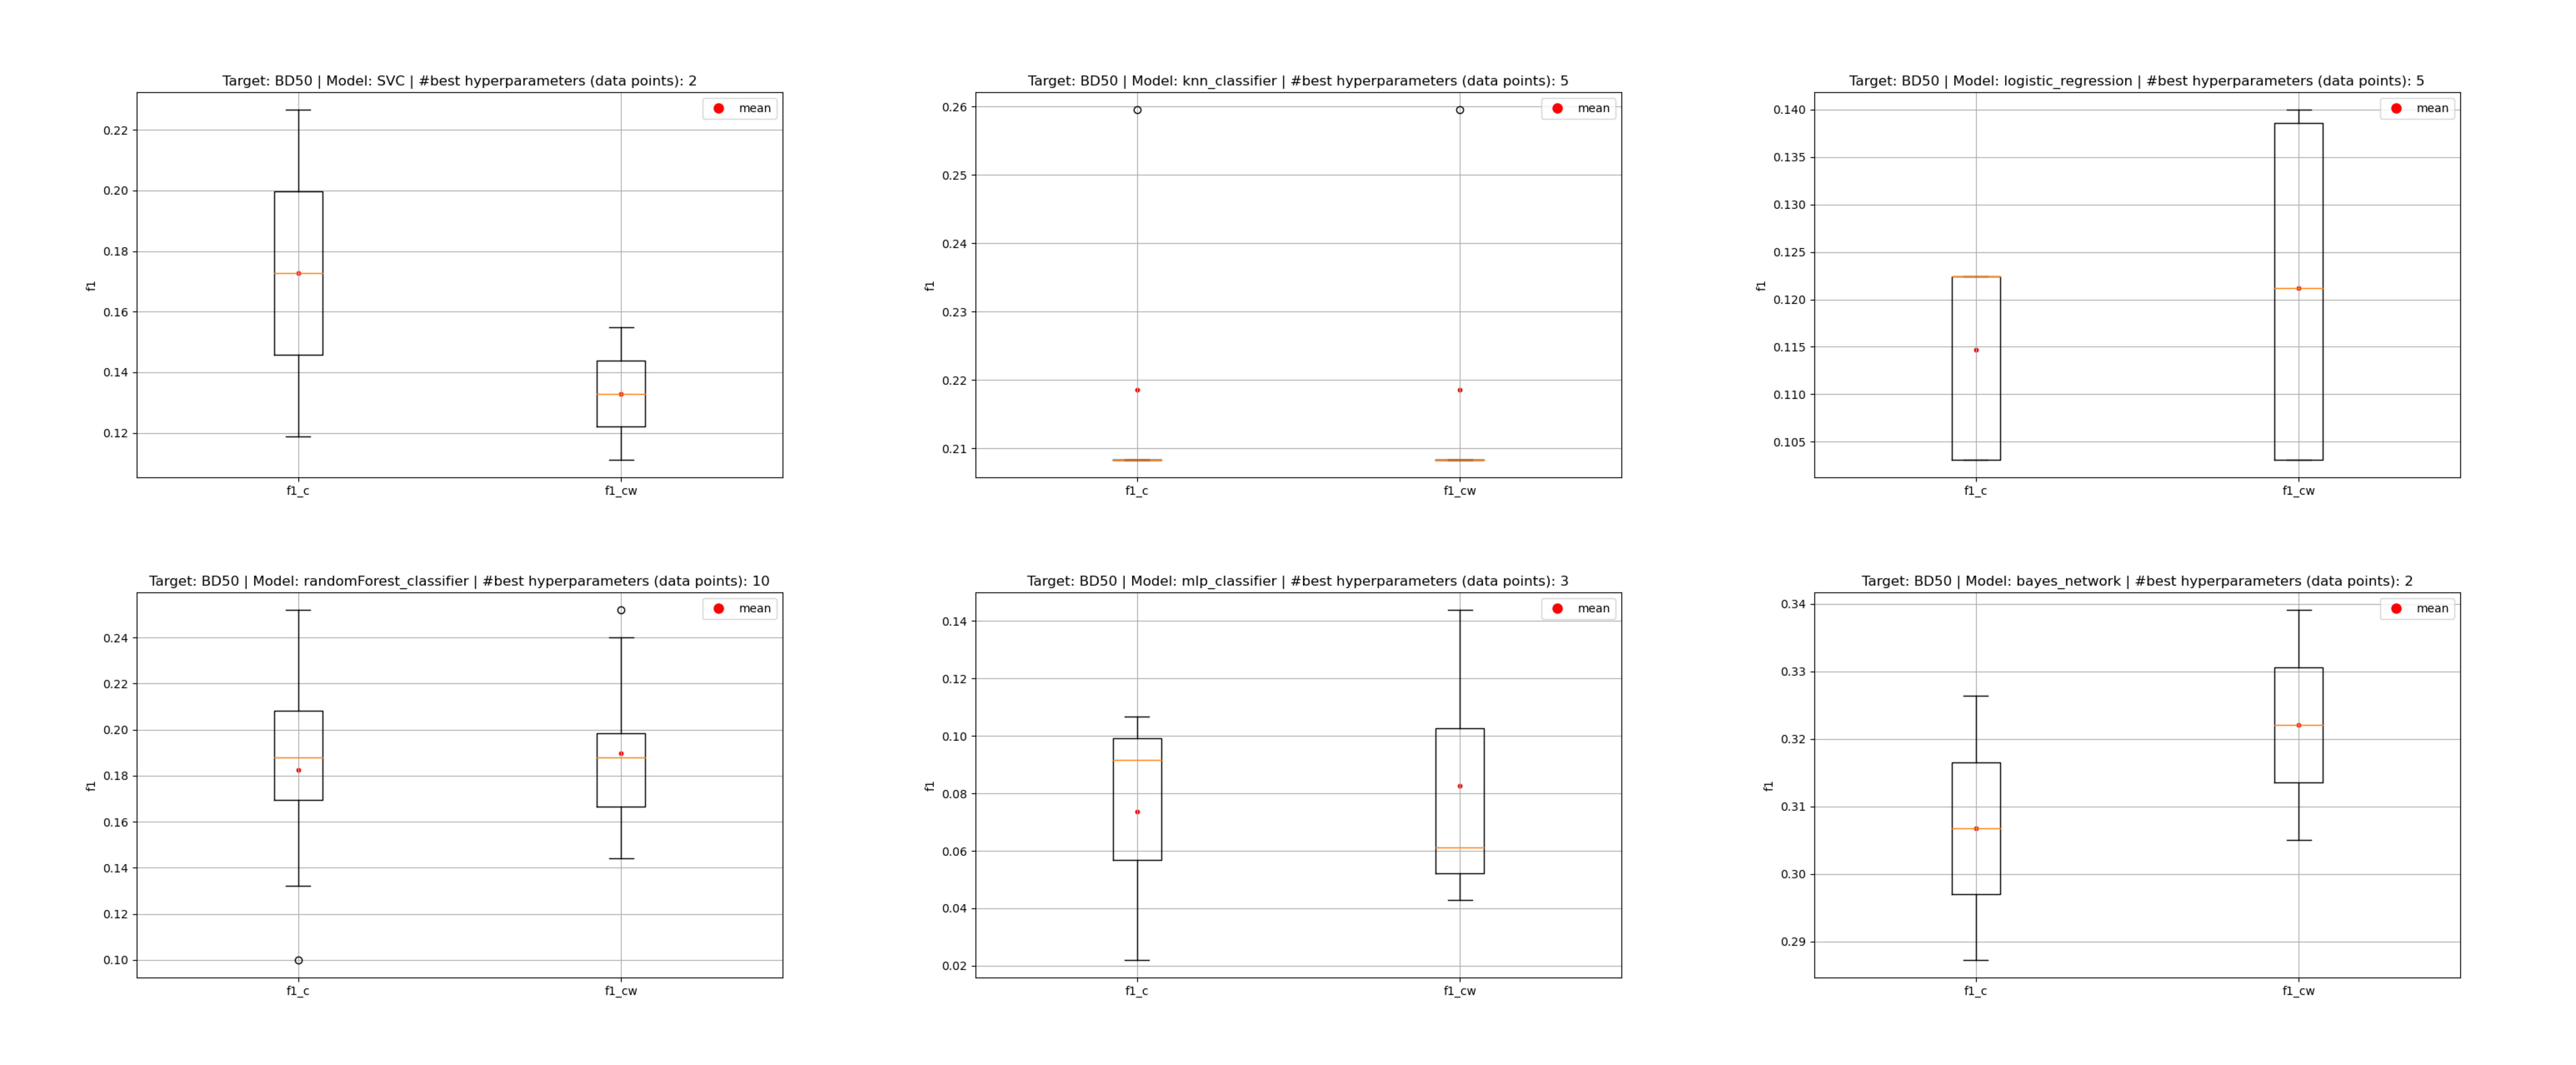 Target: BD50 | Model: SVC | #best hyperparameters (data points): 2
mean
0.22
0.20
0.18
0.16
0.14
0.12
f1
f1_c
f1_cw
Target: BD50 | Model: knn_classifier | #best hyperparameters (data points): 5
mean
0.26
0.25
0.24
0.23
0.22
0.21
f1
f1_c
f1_cw
Target: BD50 | Model: logistic_regression | #best hyperparameters (data points): 5
mean
0.140
0.135
0.130
0.125
0.120
0.115
0.110
0.105
f1
f1_c
f1_cw
Target: BD50 | Model: randomForest_classifier | #best hyperparameters (data points): 10
mean
0.24
0.22
0.20
0.18
0.16
0.14
0.12
0.10
f1
f1_c
f1_cw
Target: BD50 | Model: mlp_classifier | #best hyperparameters (data points): 3
mean
0.14
0.12
0.10
0.08
0.06
0.04
0.02
f1
f1_c
f1_cw
Target: BD50 | Model: bayes_network | #best hyperparameters (data points): 2
mean
0.34
0.33
0.32
0.31
0.30
0.29
f1
f1_c
f1_cw